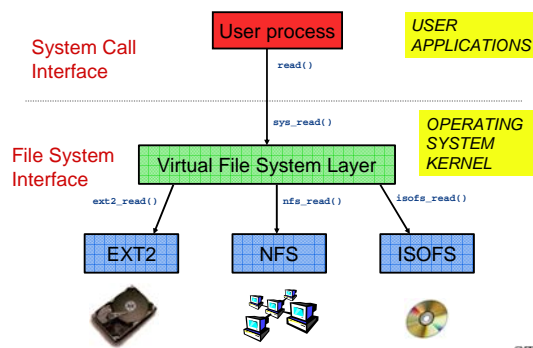 User process
USER
APPLICATIONS
System Call
Interface
read()
sys_read()
OPERATING
SYSTEM
KERNEL
File System
Interface
Virtual File System Layer
ext2_read()
nfs_read()
isofs_read()
EXT2
NFS
ISOFS